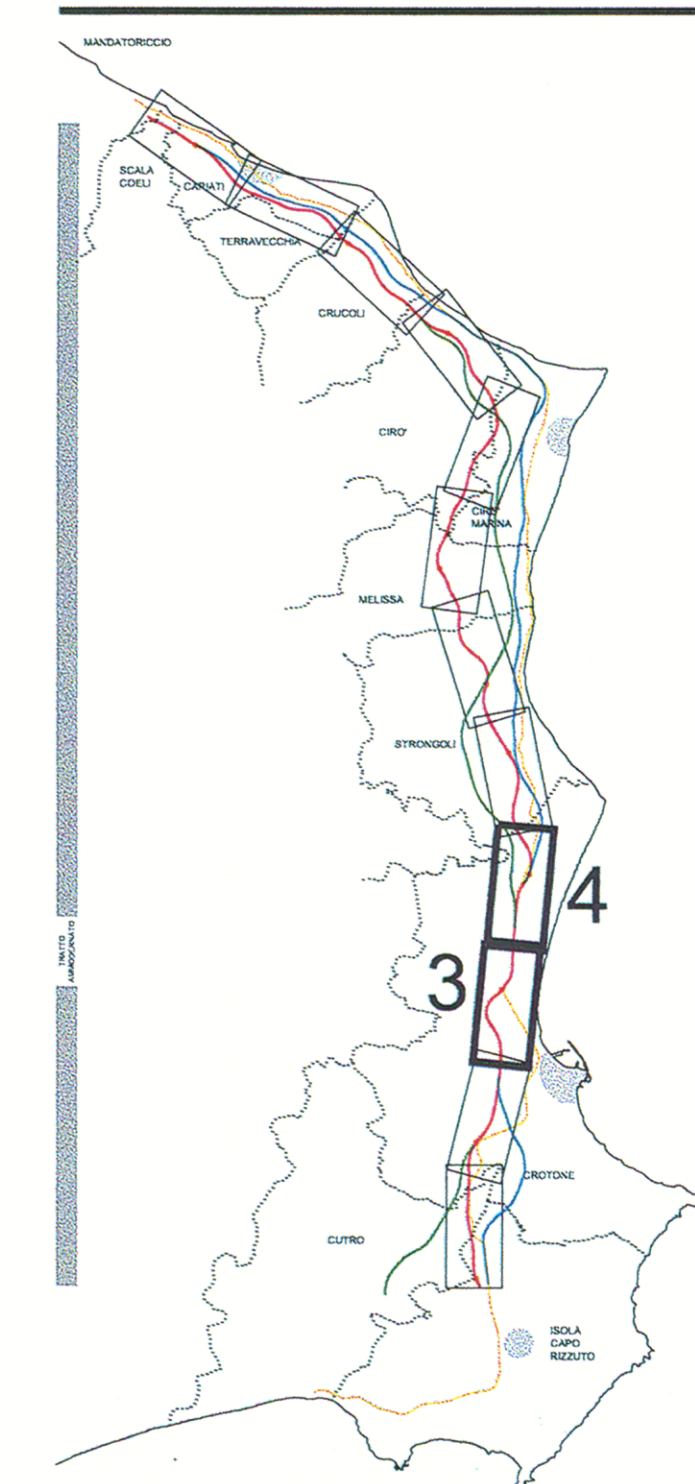 MANDATORICCIO
SCALA
COELI
CARIATI
TERRAVECCHIA
CRUCOLI
CIRO'
CIRO'
MARINA
MELISSA
STRONGOLI
4
TRATTO
AMMODERNATO
3
CROTONE
CUTRO
ISOLA
CAPO
RIZZUTO